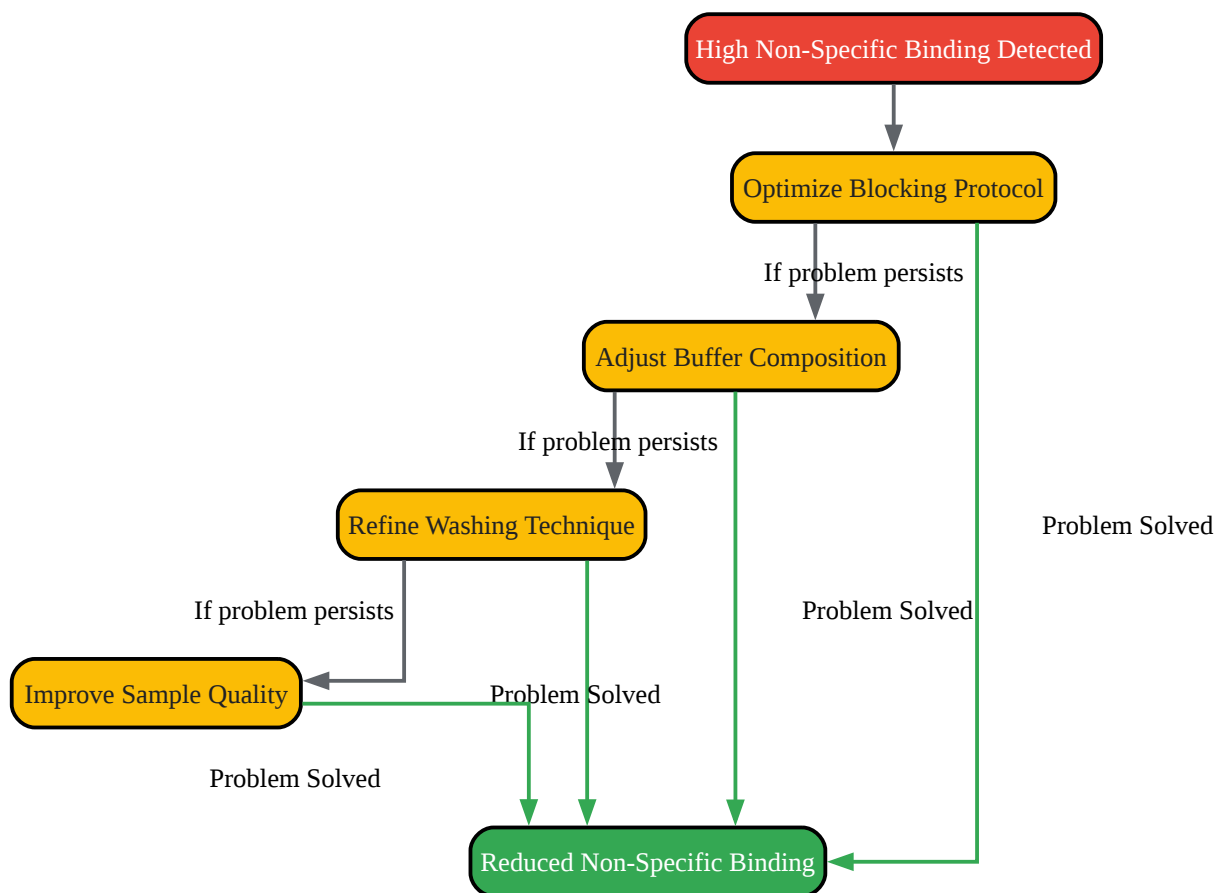 High Non-Specific Binding Detected
Optimize Blocking Protocol
If problem persists
Adjust Buffer Composition
If problem persists
Refine Washing Technique
Problem Solved
If problem persists
Problem Solved
Improve Sample Quality
Problem Solved
Problem Solved
Reduced Non-Specific Binding